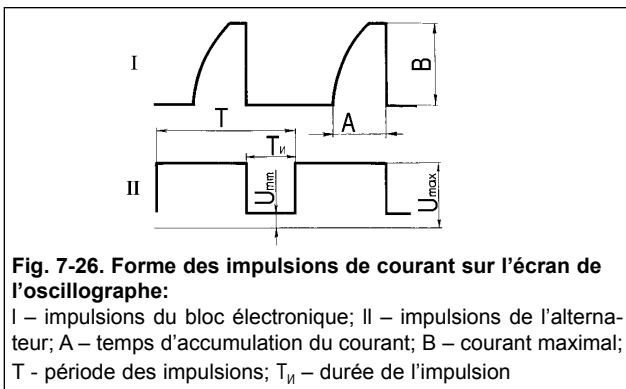 I
B
T
A
Tи
II
Umin
Umax
Fig. 7-26. Forme des impulsions de courant sur l'écran de
l'oscillographe:
I – impulsions du bloc électronique; II – impulsions de l'alterna-
teur; A – temps d'accumulation du courant; B – courant maximal;
T - période des impulsions; TИ – durée de l'impulsion